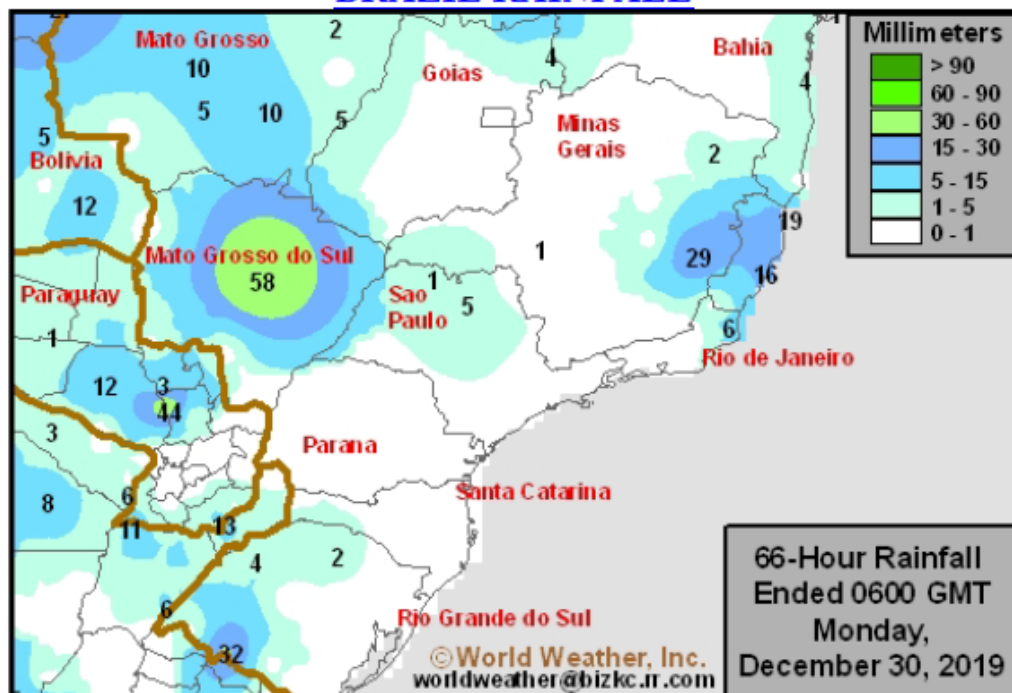 BRAZIL RAINFALL
Mato Grosso
2
Bahia
Goias
4
10
4
5
10
5
5
Minas
Gerais
Bolivia
2
12
19
Mato Grosso do Sul
1
29
16
58
1
Sao
Paulo
5
Paraguay
1
6
Rio de Janeiro
12
3
44
3
Parana
Santa Catarina
6
8
11
13
4
2
6
Rio Grande do Sul
32
Millimeters
> 90
60 - 90
30 - 60
15 - 30
5 - 15
1 - 5
0 - 1
66-Hour Rainfall
Ended 0600 GMT
Monday,
December 30, 2019
©World Weather, Inc.
worldweather@bizkc.rr.com